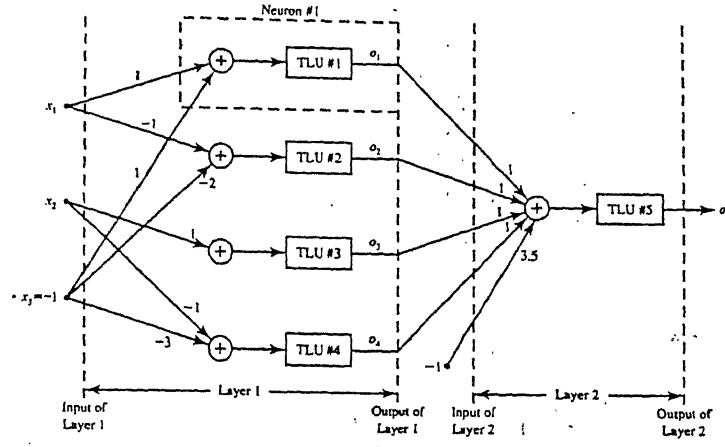 Neuron #1
1
TLU #1
o₁
x₁
-1
TLU #2
o₂
1
-2
1
1
x₂
1
TLU #3
o₃
1
1
TLU #5
o
3.5
x₃=-1
-1
-3
TLU #4
o₄
-1
Layer 1
Layer 2
Input of
Layer 1
Output of
Layer 1
Input of
Layer 2
Output of
Layer 2